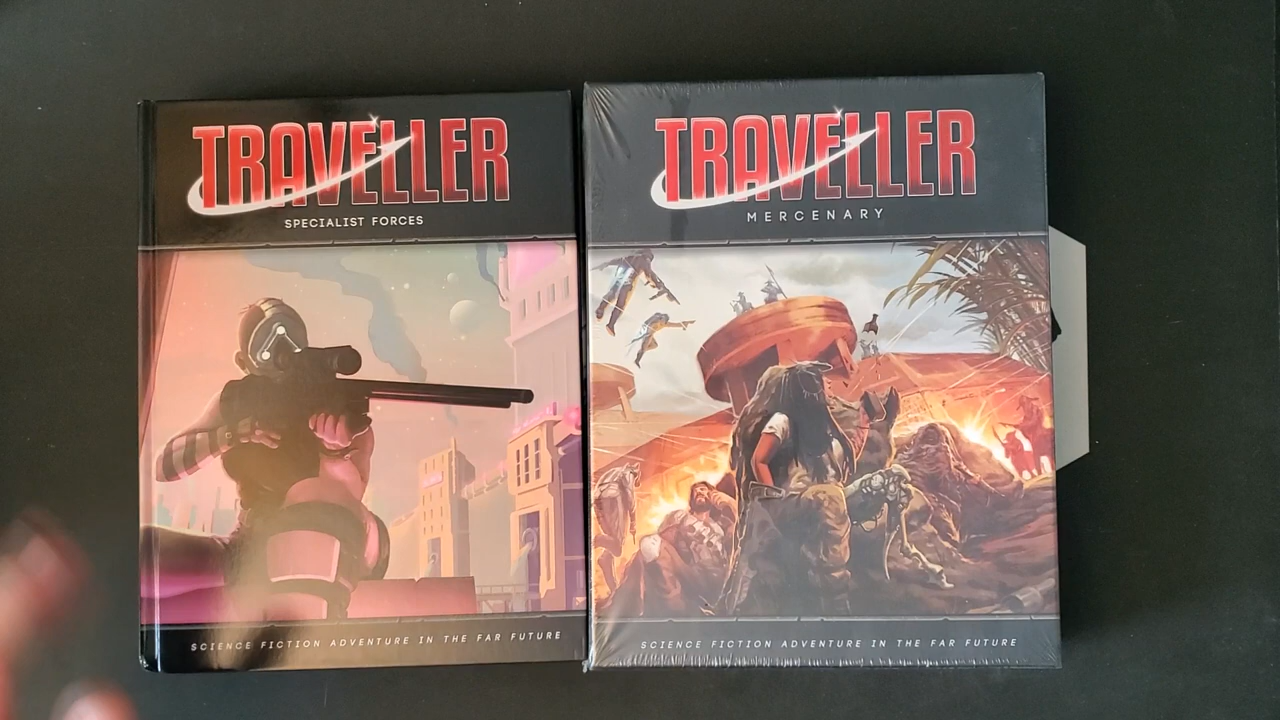 TRAVELLER
SPECIALIST FORCES
SCIENCE FICTION ADVENTURE IN THE FAR FUTURE
TRAVELLER
MERCENARY
SCIENCE FICTION ADVENTURE IN THE FAR FUTURE